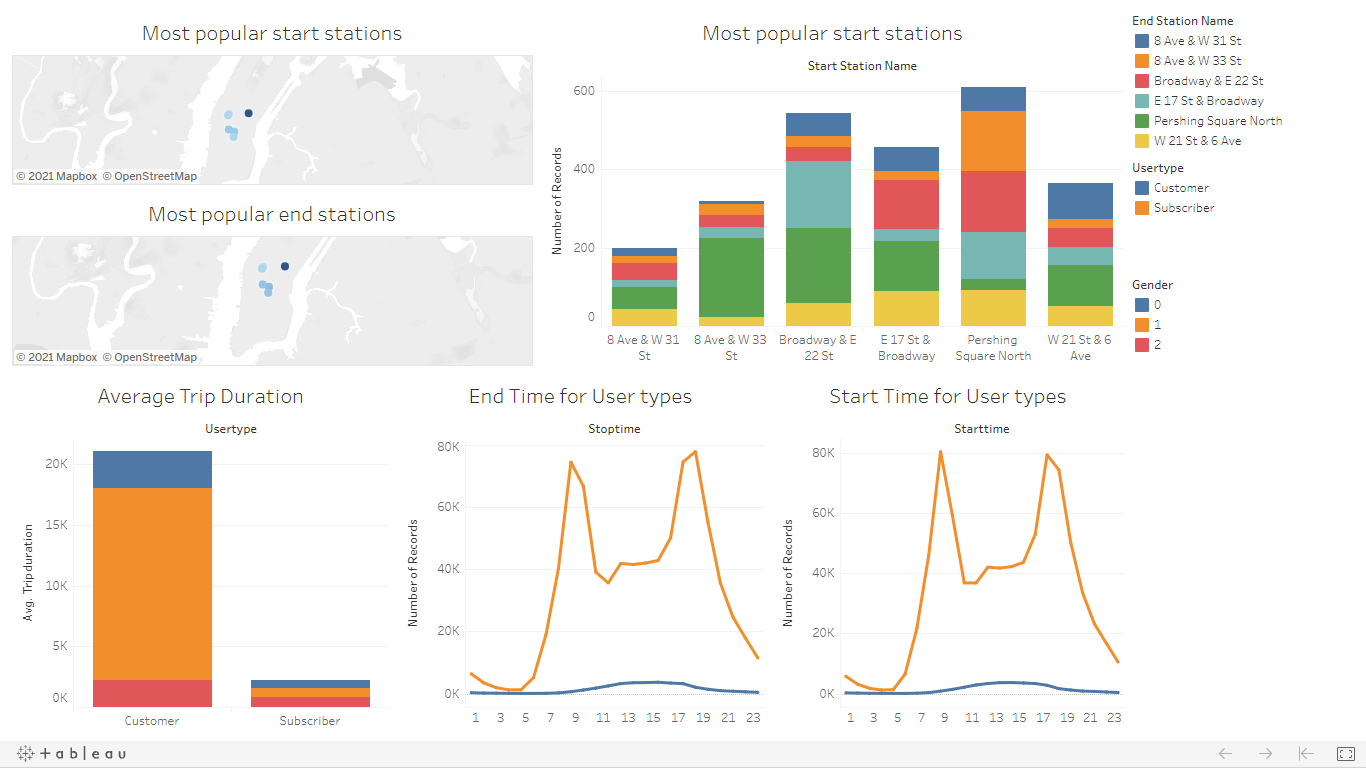 Most popular start stations
© 2021 Mapbox © OpenStreetMap
Most popular end stations
© 2021 Mapbox © OpenStreetMap
Most popular start stations
Start Station Name
Number of Records
600
400
200
0
8 Ave & W 31 St
8 Ave & W 33 St
Broadway & E 22 St
E 17 St & Broadway
Pershing Square North
W 21 St & 6 Ave
End Station Name
8 Ave & W 31 St
8 Ave & W 33 St
Broadway & E 22 St
E 17 St & Broadway
Pershing Square North
W 21 St & 6 Ave
Usertype
Customer
Subscriber
Gender
0
1
2
Average Trip Duration
Usertype
Avg. Tripduration
20K
15K
10K
5K
0K
Customer
Subscriber
End Time for User types
Stoptime
Number of Records
80K
60K
40K
20K
0K
1 3 5 7 9 11 13 15 17 19 21 23
Start Time for User types
Starttime
Number of Records
80K
60K
40K
20K
0K
1 3 5 7 9 11 13 15 17 19 21 23
+ a b | e a u